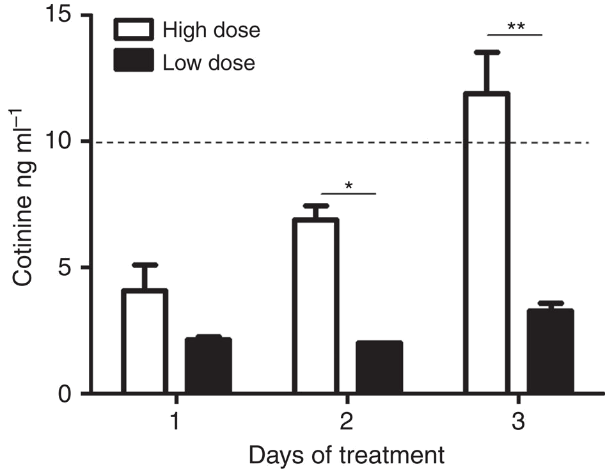 15
High dose
Low dose
**
10
*
5
0
Cotinine ng ml⁻¹
1 2 3
Days of treatment